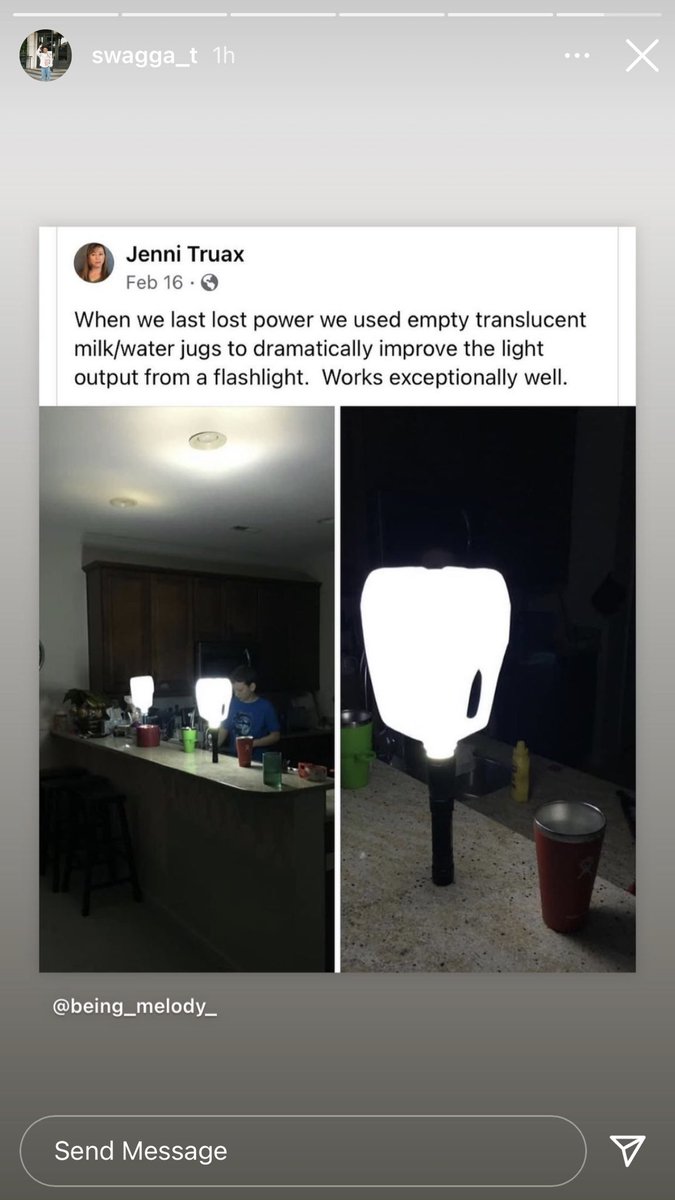 swagga_t 1h
Jenni Truax
Feb 16 ·
When we last lost power we used empty translucent
milk/water jugs to dramatically improve the light
output from a flashlight. Works exceptionally well.
@being_melody_
Send Message